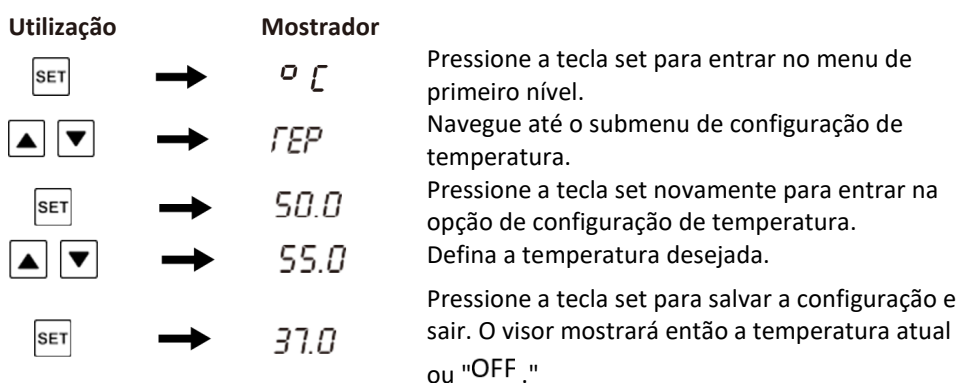 Utilização Mostrador
SET °C Pressione a tecla set para entrar no menu de
primeiro nível.
▲ ▼ TEP Navegue até o submenu de configuração de
temperatura.
SET 50.0 Pressione a tecla set novamente para entrar na
opção de configuração de temperatura.
▲ ▼ 55.0 Defina a temperatura desejada.
Pressione a tecla set para salvar a configuração e
SET 37.0 sair. O visor mostrará então a temperatura atual
ou "OFF ."